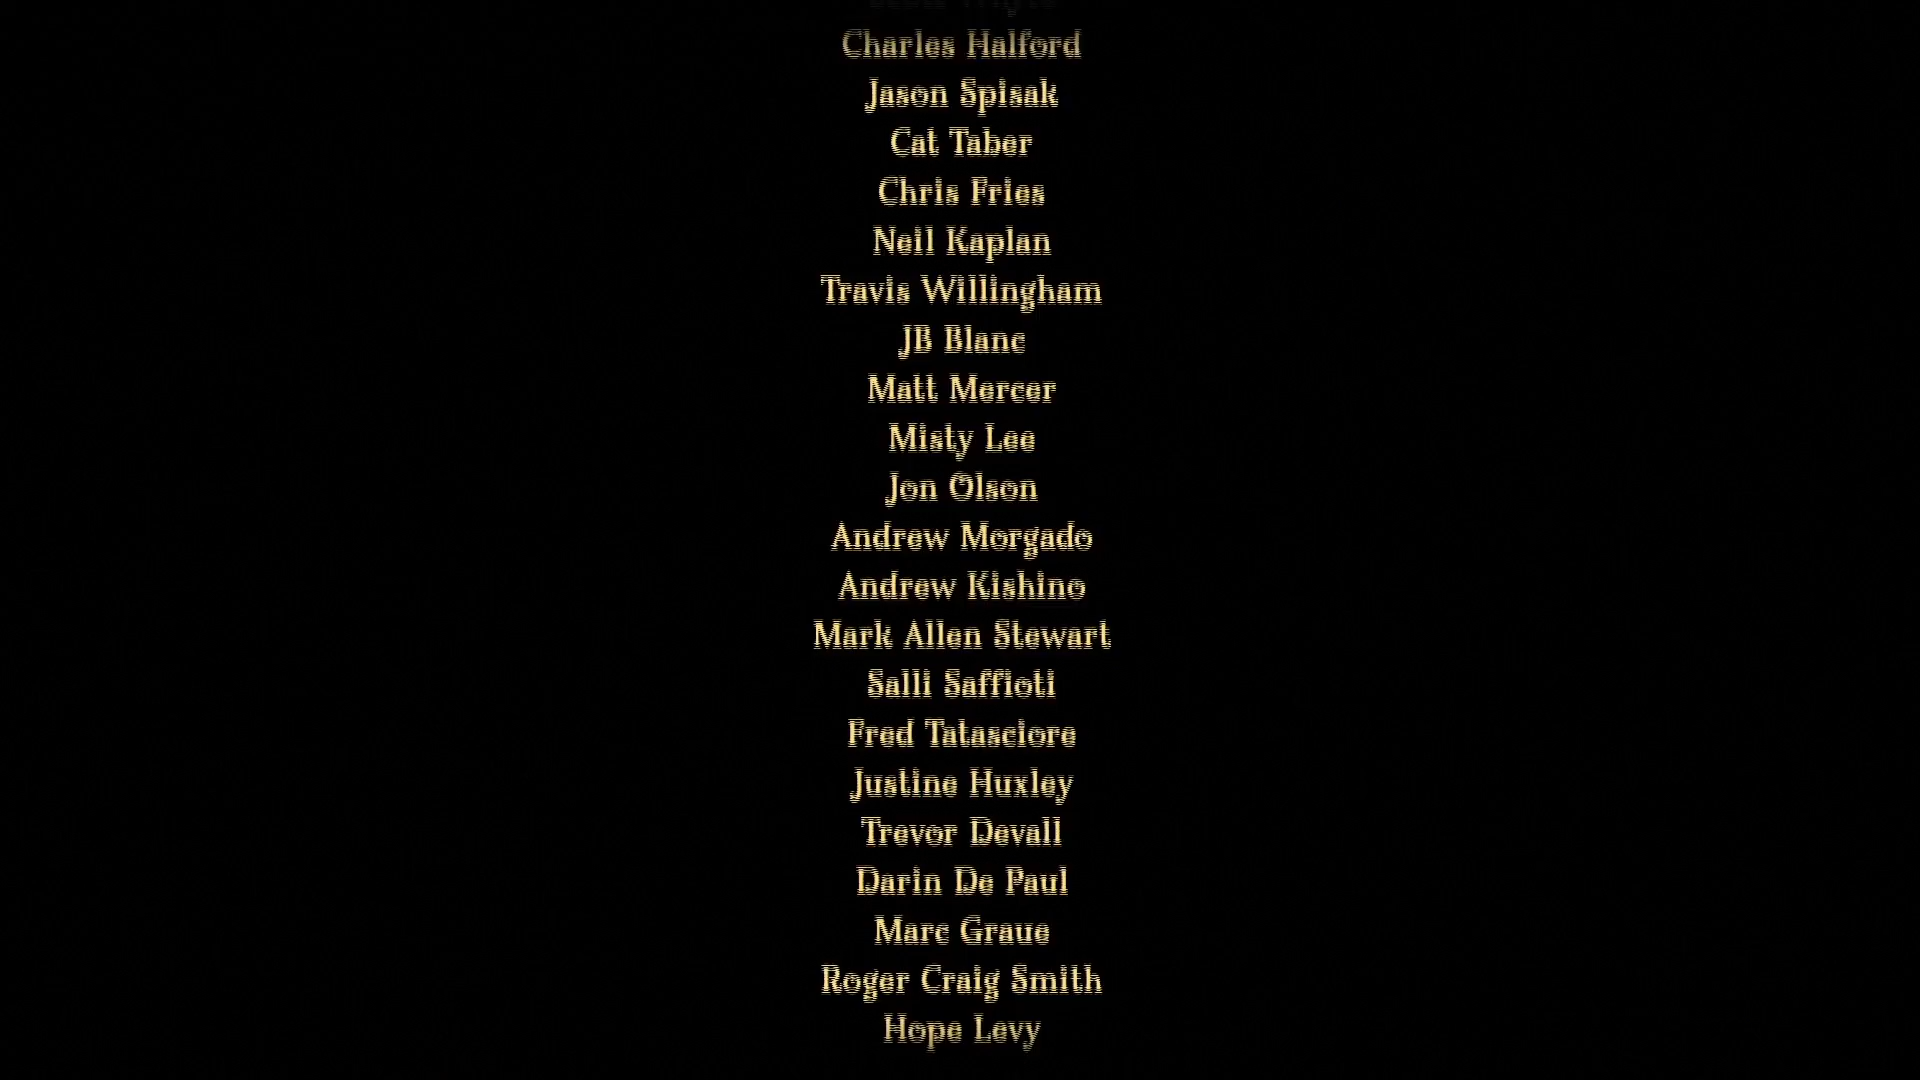 Charles Halford
Jason Spisak
Cat Taber
Chris Fries
Neil Kaplan
Travis Willingham
JB Blanc
Matt Mercer
Misty Lee
Jon Olson
Andrew Morgado
Andrew Kishino
Mark Allen Stewart
Salli Saffioti
Fred Tatasciore
Justine Huxley
Trevor Devall
Darin De Paul
Marc Graue
Roger Craig Smith
Hope Levy